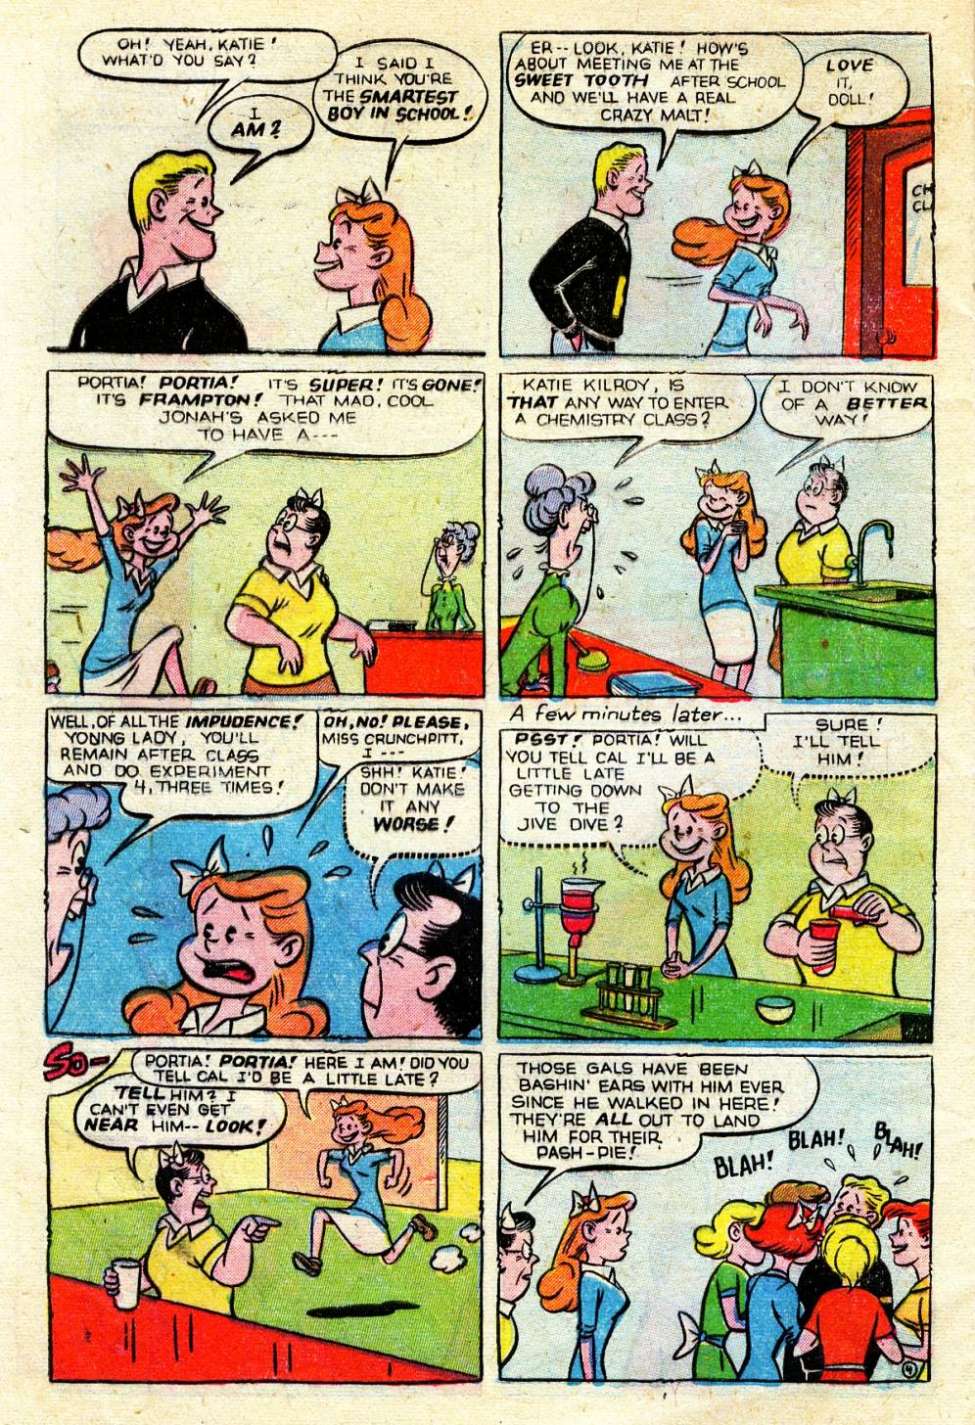 OH! YEAH, KATIE!
WHAT'D YOU SAY?
I
AM?
I SAID I
THINK YOU'RE
THE SMARTEST
BOY IN SCHOOL!
ER-- LOOK, KATIE! HOW'S
ABOUT MEETING ME AT THE
SWEET TOOTH AFTER SCHOOL
AND WE'LL HAVE A REAL
CRAZY MALT!
LOVE
IT,
DOLL!
CH
CL
PORTIA! PORTIA! IT'S SUPER! IT'S GONE!
IT'S FRAMPTON! THAT MAD, COOL
JONAH'S ASKED ME
TO HAVE A---
KATIE KILROY, IS
THAT ANY WAY TO ENTER
A CHEMISTRY CLASS?
I DON'T KNOW
OF A BETTER
WAY!
WELL, OF ALL THE IMPUDENCE!
YOUNG LADY, YOU'LL
REMAIN AFTER CLASS
AND DO EXPERIMENT
4, THREE TIMES!
OH, NO! PLEASE,
MISS CRUNCHPITT,
I ---
SHH! KATIE!
DON'T MAKE
IT ANY
WORSE!
A few minutes later...
PSST! PORTIA! WILL
YOU TELL CAL I'LL BE A
LITTLE LATE
GETTING DOWN
TO THE
JIVE DIVE?
SURE!
I'LL TELL
HIM!
SO-
PORTIA! PORTIA! HERE I AM! DID YOU
TELL CAL I'D BE A LITTLE LATE?
TELL HIM? I
CAN'T EVEN GET
NEAR HIM-- LOOK!
THOSE GALS HAVE BEEN
BASHIN' EARS WITH HIM EVER
SINCE HE WALKED IN HERE!
THEY'RE ALL OUT TO LAND
HIM FOR THEIR
PASH-PIE!
BLAH!
BLAH!
BLAH!
4